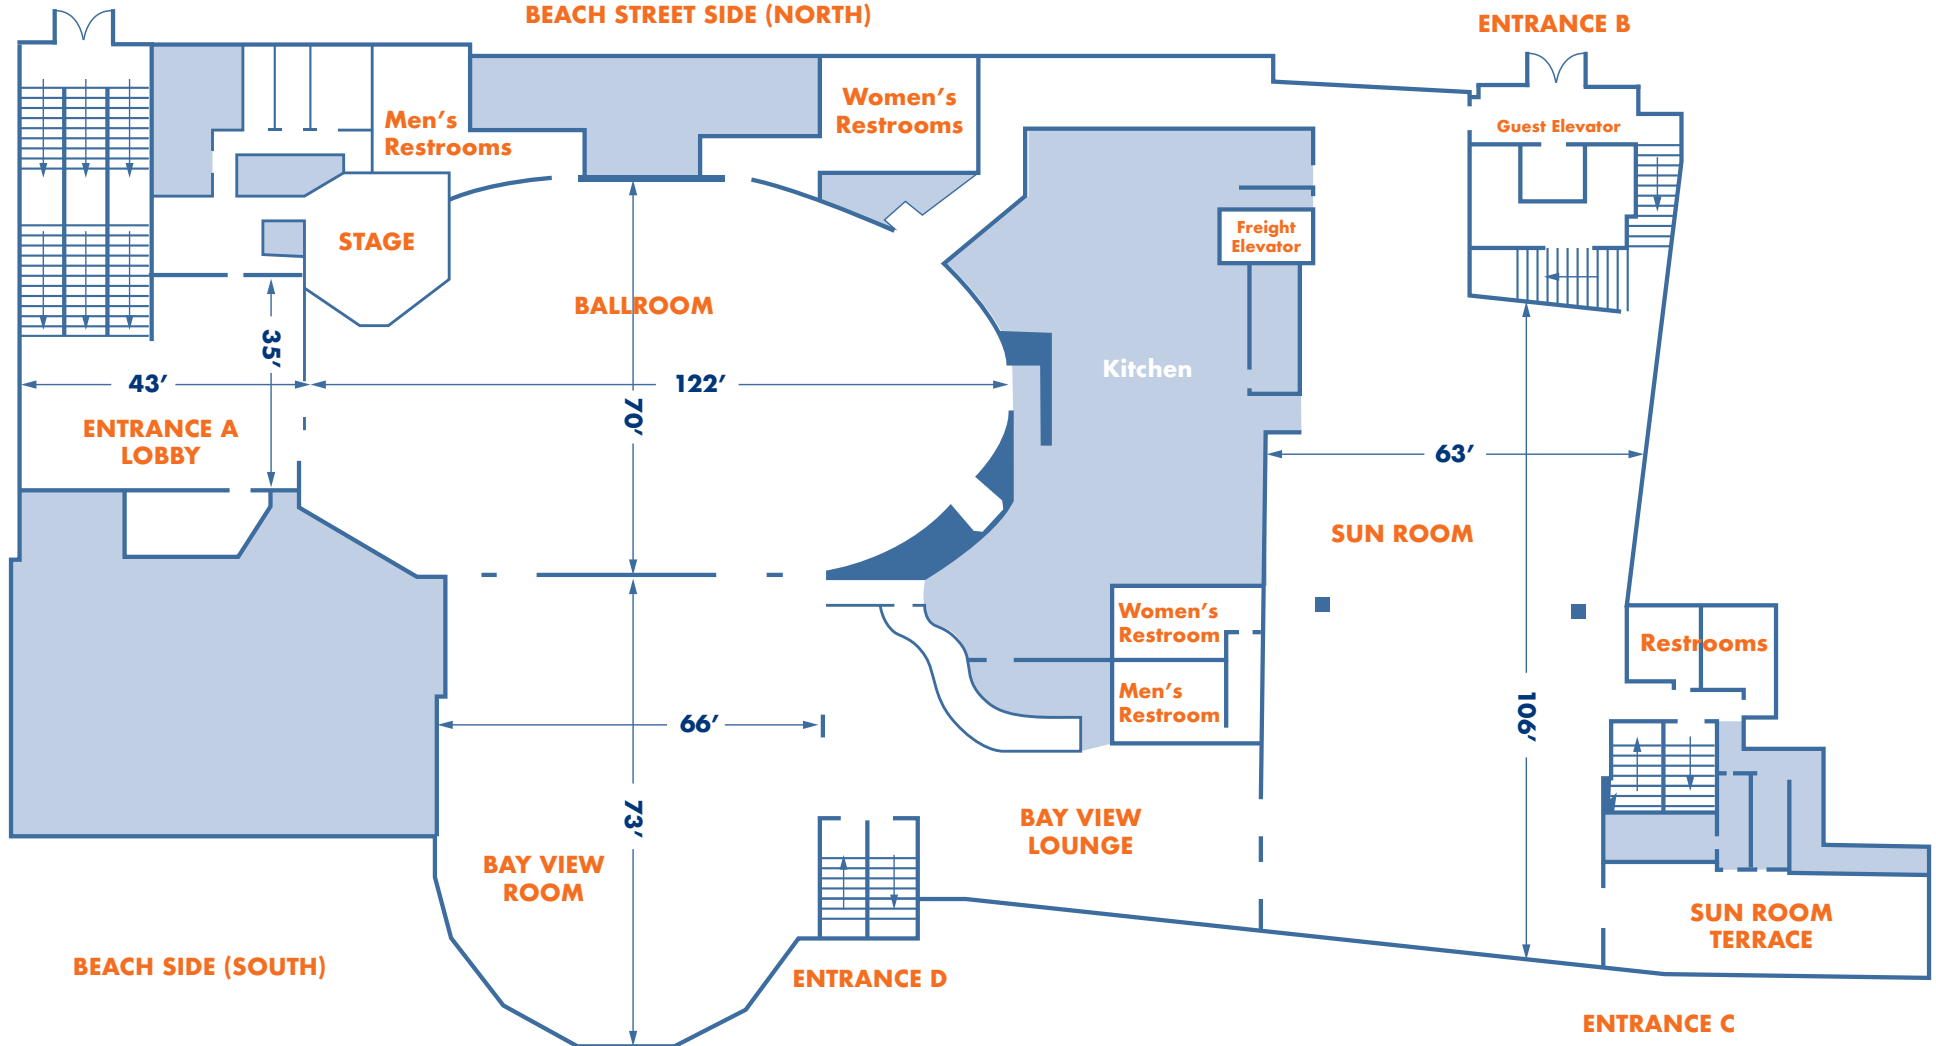 BEACH STREET SIDE (NORTH)
ENTRANCE B
Women's
Restrooms
Men's
Restrooms
Guest Elevator
STAGE
Freight
Elevator
BALLROOM
35’
Kitchen
43’
122’
70’
ENTRANCE A
LOBBY
63’
SUN ROOM
Women's
Restroom
Restrooms
Men's
Restroom
66’
106’
73’
BAY VIEW
LOUNGE
BAY VIEW
ROOM
SUN ROOM
TERRACE
BEACH SIDE (SOUTH)
ENTRANCE D
ENTRANCE C